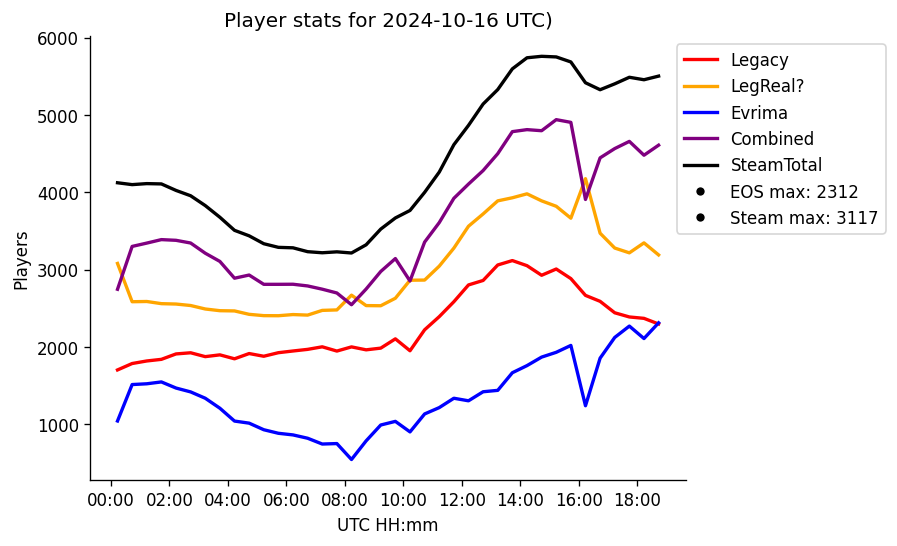 Player stats for 2024-10-16 UTC)
6000
5000
4000
3000
2000
1000
Players
00:00 02:00 04:00 06:00 08:00 10:00 12:00 14:00 16:00 18:00
UTC HH:mm
Legacy
LegReal?
Evrima
Combined
SteamTotal
EOS max: 2312
Steam max: 3117